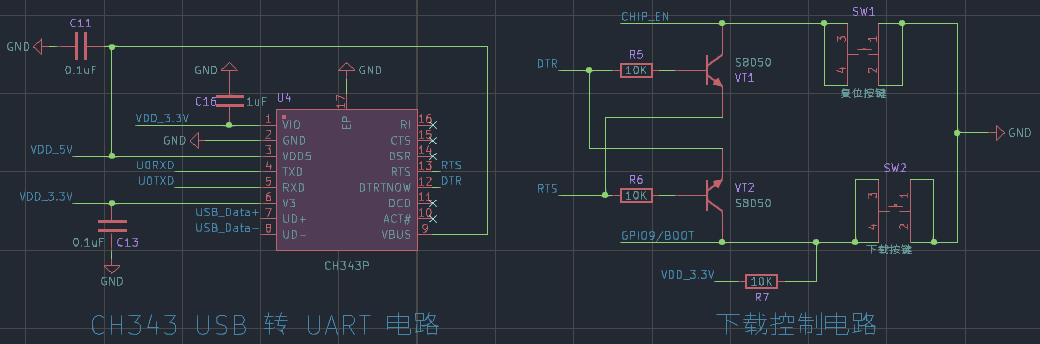 C11
GND
0.1uF
GND
GND
C16
1uF
U4
17
EP
VDD_3.3V
1
VIO
RI
16
GND
2
GND
CTS
15
VDD_5V
3
VDD5
DSR
14
U0RXD
4
TXD
RTS
13
RTS
U0TXD
5
RXD
DTRTNOW
12
DTR
VDD_3.3V
6
V3
DCD
11
USB_Data+
7
UD+
ACT#
10
USB_Data-
8
UD-
VBUS
9
0.1uF
C13
GND
CH343P
CH343 USB 转 UART 电路
CHIP_EN
SW1
3
1
4
2
复位按键
DTR
R5
10K
S8050
VT1
GND
RTS
R6
10K
VT2
S8050
SW2
3
1
4
2
下载按键
GPIO9/BOOT
VDD_3.3V
10K
R7
下载控制电路